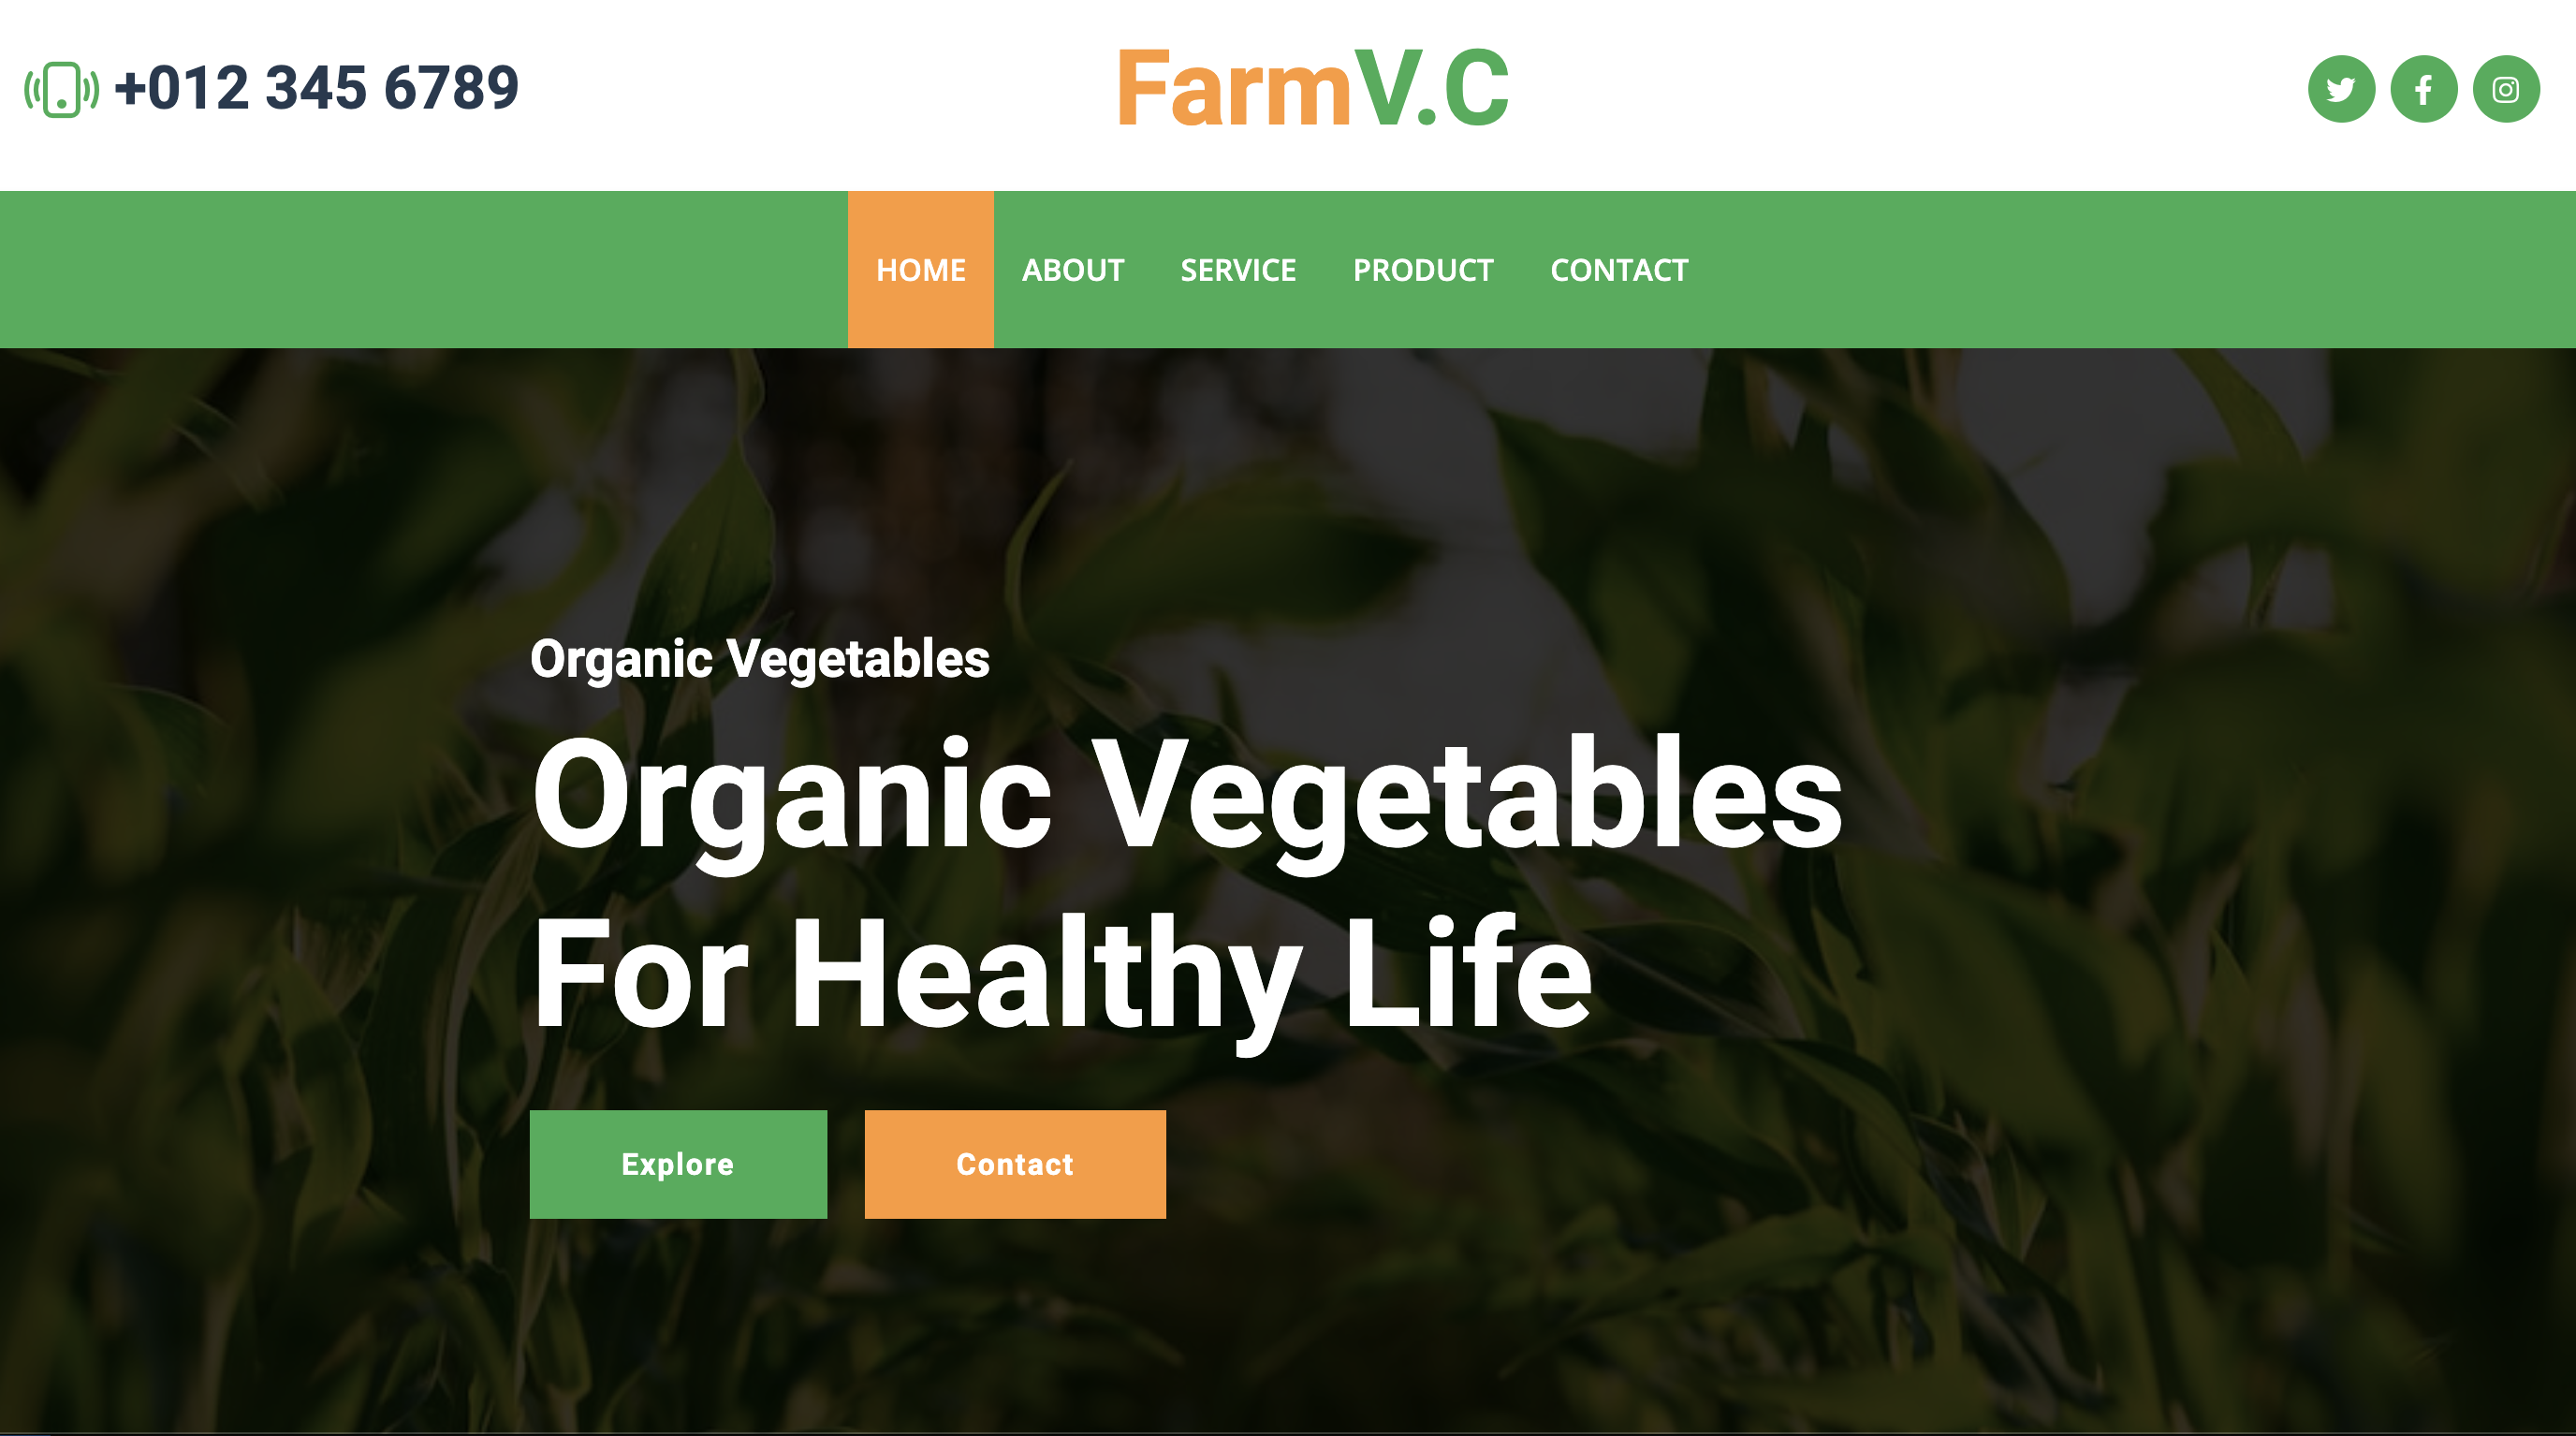 +012 345 6789
FarmV.C
HOME ABOUT SERVICE PRODUCT CONTACT
Organic Vegetables
Organic Vegetables
For Healthy Life
Explore Contact